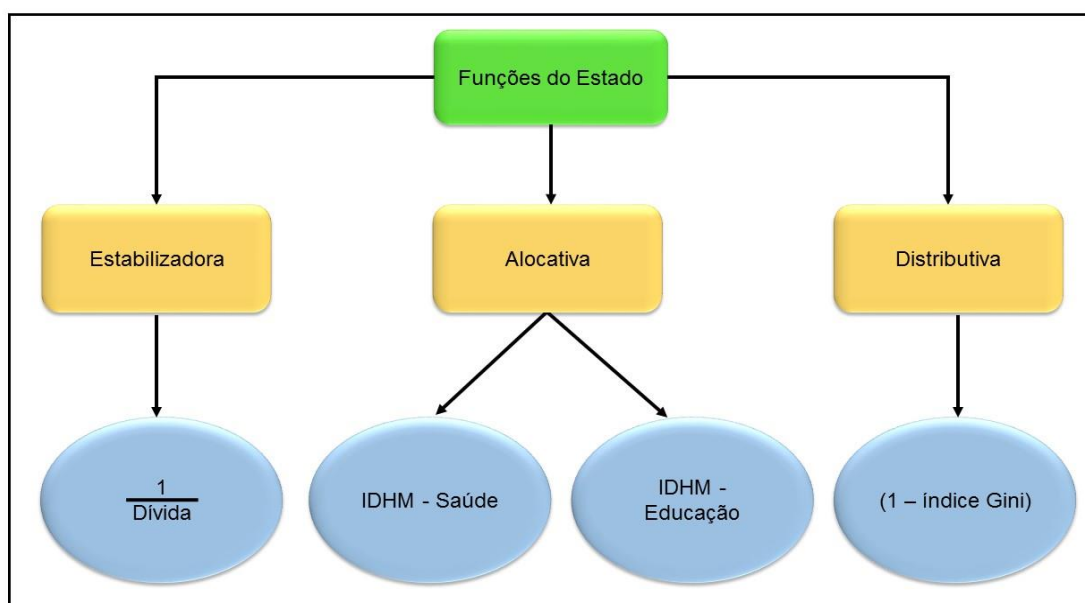 Funções do Estado
Estabilizadora
Alocativa
Distributiva
1
Dívida
IDHM - Saúde
IDHM -
Educação
(1 – índice Gini)